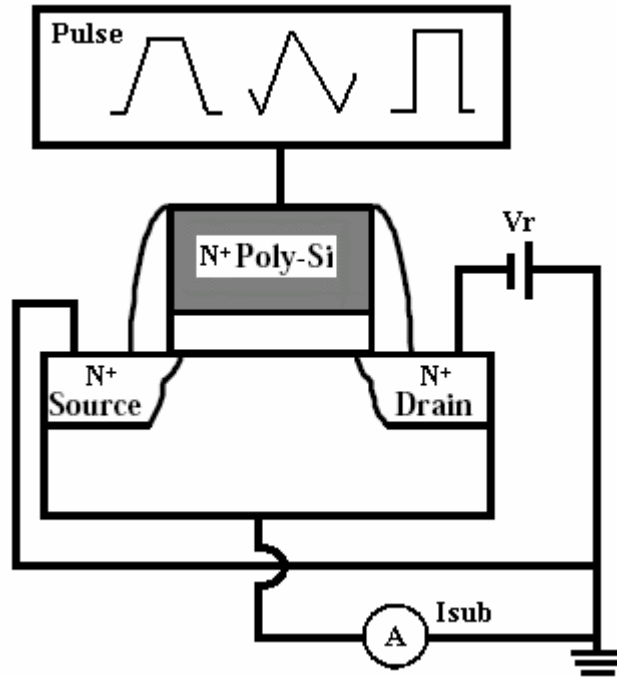 Pulse
N+ Poly-Si
Vr
N+
Source
N+
Drain
A
Isub